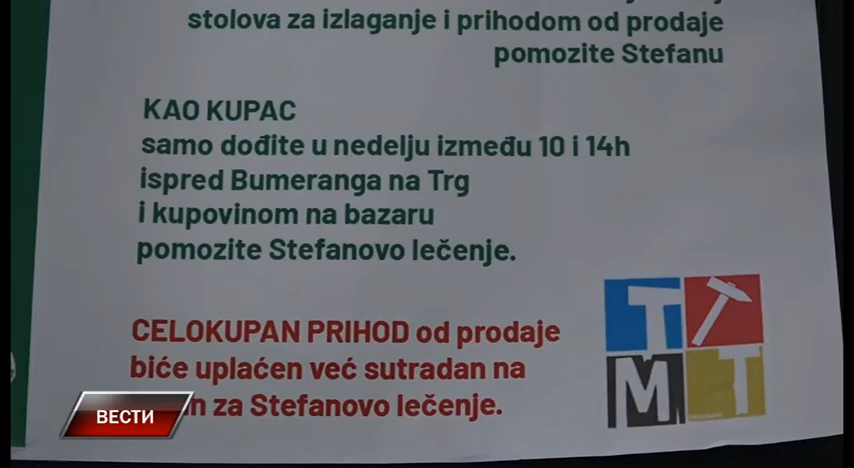 stolova za izlaganje i prihodom od prodaje
pomozite Stefanu
KAO KUPAC
samo dođite u nedelju između 10 i 14h
ispred Bumeranga na Trg
i kupovinom na bazaru
pomozite Stefanovo lečenje.
CELOKUPAN PRIHOD od prodaje
biće uplaćen već sutradan na
za Stefanovo lečenje.
ВЕСТИ
T
M T